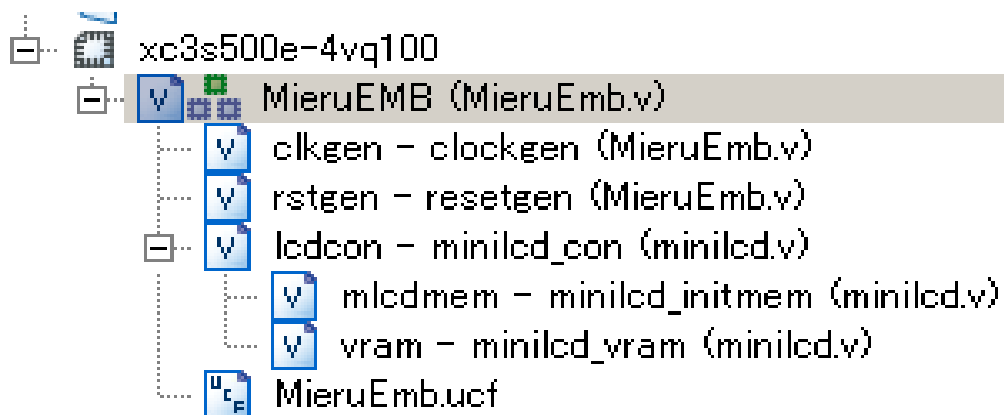 xc3s500e-4vq100
MieruEMB (MieruEmb.v)
clkgen - clockgen (MieruEmb.v)
rstgen - resetgen (MieruEmb.v)
lcdcon - minilcd_con (minilcd.v)
mlcdmem - minilcd_initmem (minilcd.v)
vram - minilcd_vram (minilcd.v)
MieruEmb.ucf